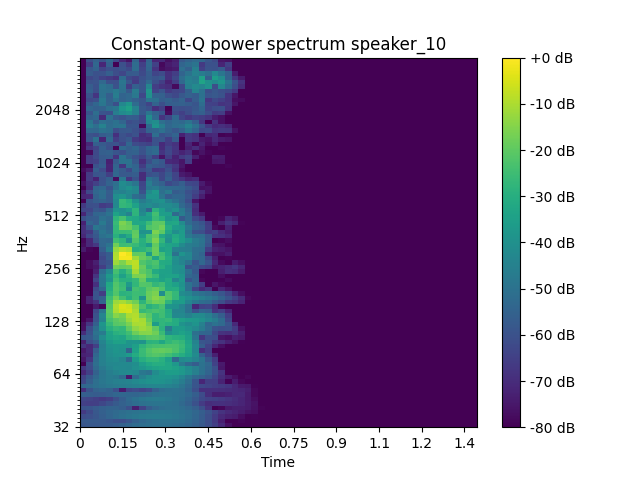 Constant-Q power spectrum speaker_10
Hz
2048
1024
512
256
128
64
32
0 0.15 0.3 0.45 0.6 0.75 0.9 1.1 1.2 1.4
Time
+0 dB
-10 dB
-20 dB
-30 dB
-40 dB
-50 dB
-60 dB
-70 dB
-80 dB